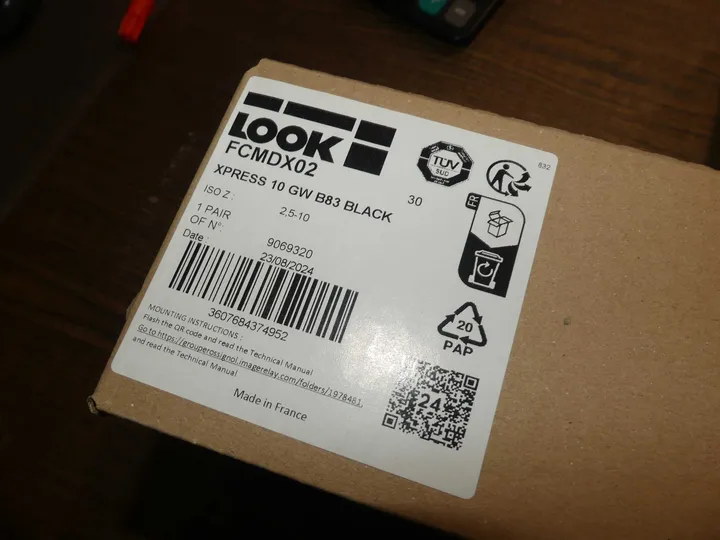 LOOK
FCMDX02
XPRESS 10 GW B83 BLACK
30
ISO Z : 2,5-10
1 PAIR
OF N°: 9069320
Date : 23/08/2024
3607684374952
MOUNTING INSTRUCTIONS :
Flash the QR code and read the Technical Manual
Go to https://grouperossignol.imagerelay.com/folders/1978481,
and read the Technical Manual
Made in France
TÜV
SUD
832
FR
20
PAP
24